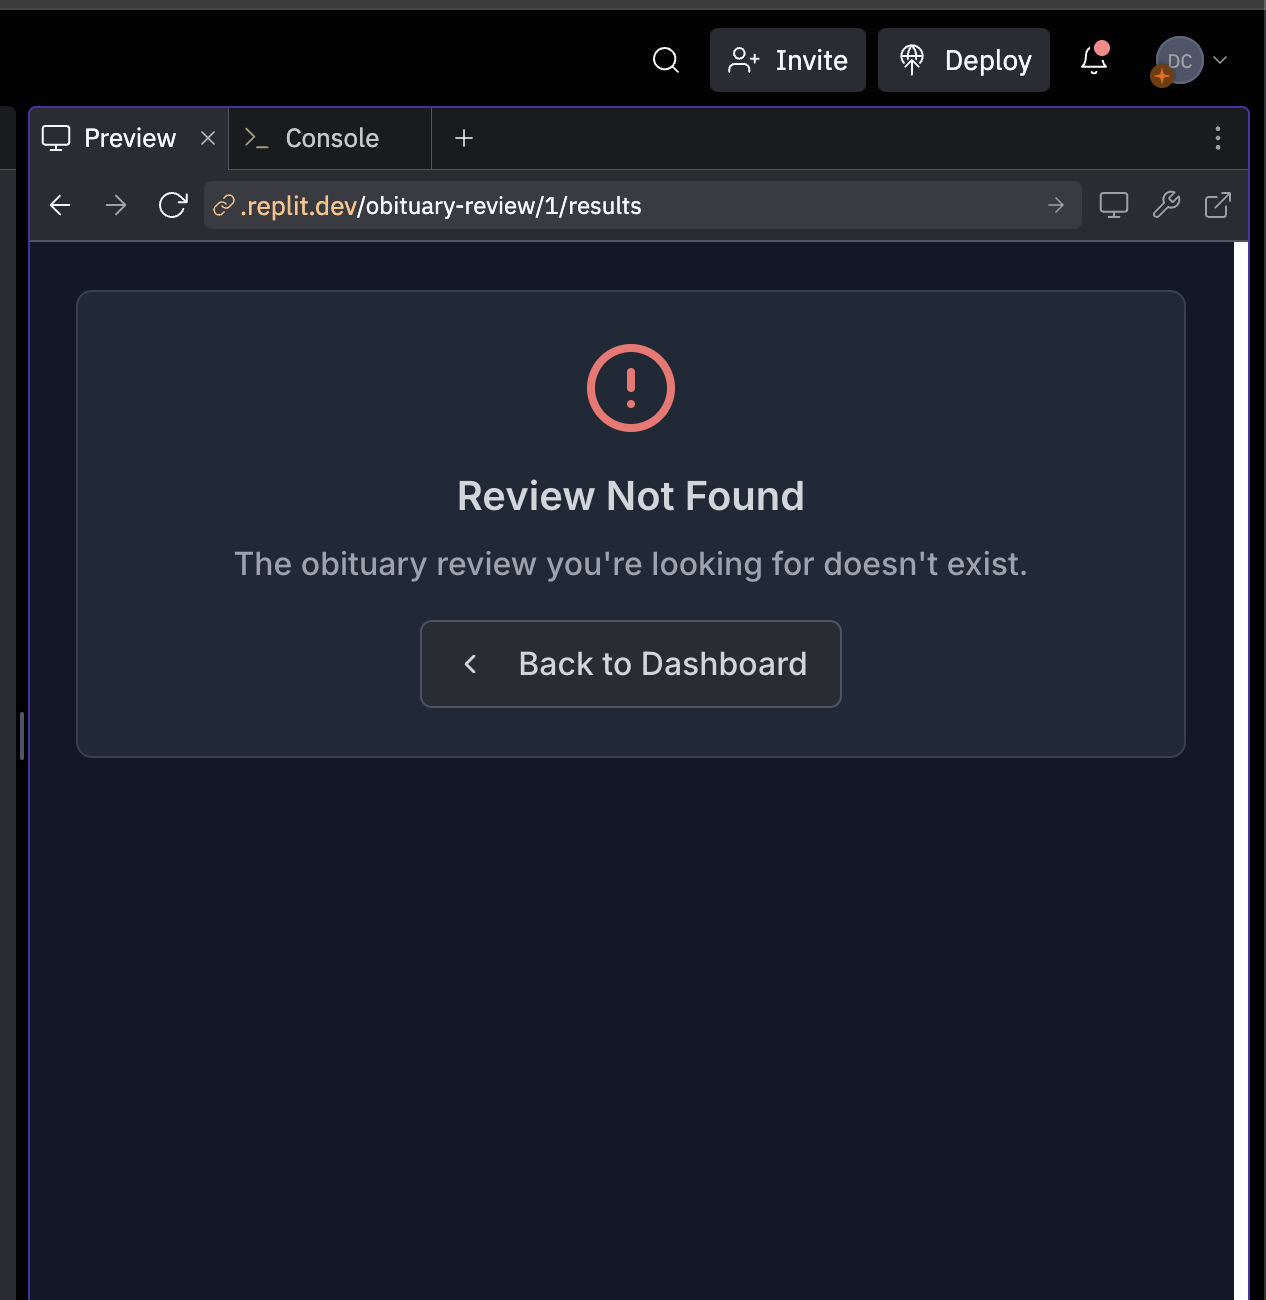 Invite
Deploy
DC
Preview
Console
.replit.dev/obituary-review/1/results
Review Not Found
The obituary review you're looking for doesn't exist.
Back to Dashboard